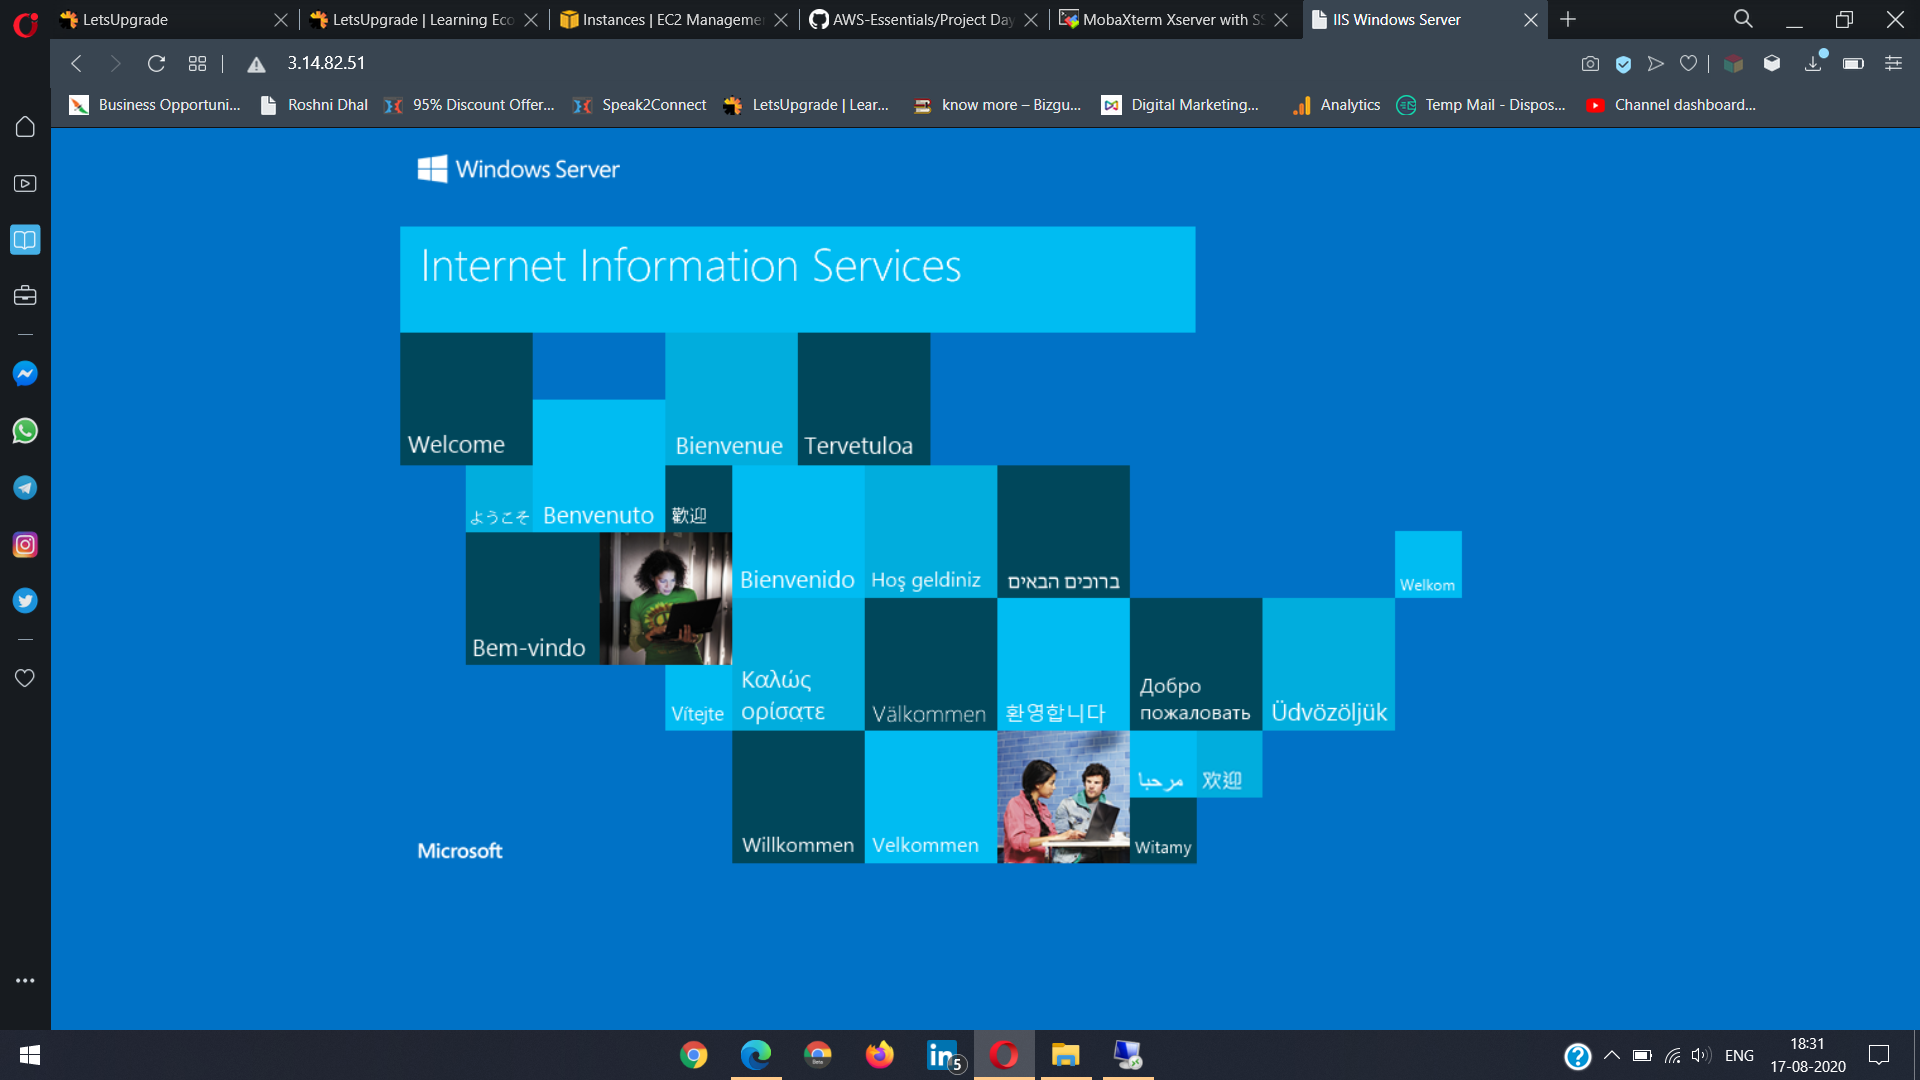 LetsUpgrade
LetsUpgrade | Learning Eco
Instances | EC2 Manageme
AWS-Essentials/Project Day
MobaXterm Xserver with SS
IIS Windows Server
3.14.82.51
Business Opportuni...
Roshni Dhal
95% Discount Offer...
Speak2Connect
LetsUpgrade | Lear...
know more – Bizgu...
Digital Marketing...
Analytics
Temp Mail - Dispos...
Channel dashboard...
Windows Server
Internet Information Services
Welcome
Bienvenue
Tervetuloa
ようこそ
Benvenuto
歡迎
Bienvenido
Hoş geldiniz
ברוכים הבאים
Welkom
Bem-vindo
Vítejte
Καλώς
ορίσατε
Välkommen
환영합니다
Добро
пожаловать
Üdvözöljük
مرحبا
欢迎
Microsoft
Willkommen
Velkommen
Witamy
in
5
ENG
18:31
17-08-2020